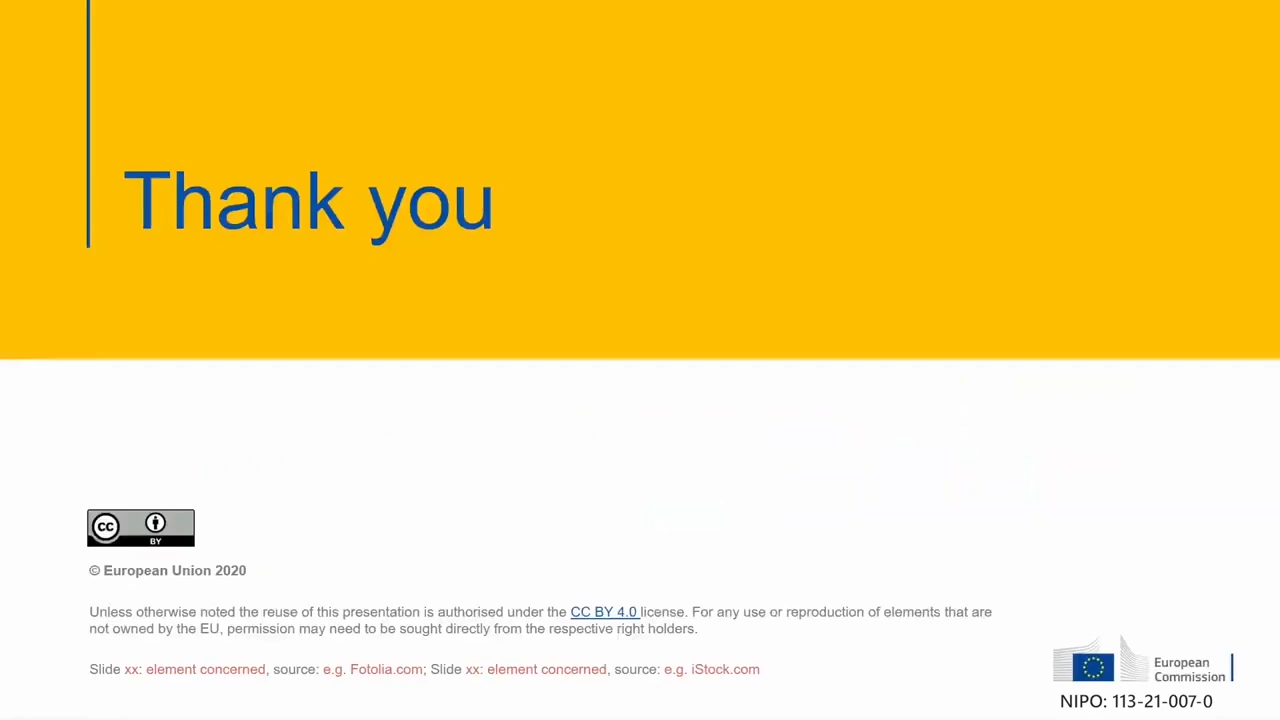 Thank you
cc
BY
© European Union 2020
Unless otherwise noted the reuse of this presentation is authorised under the CC BY 4.0 license. For any use or reproduction of elements that are
not owned by the EU, permission may need to be sought directly from the respective right holders.
Slide xx: element concerned, source: e.g. Fotolia.com; Slide xx: element concerned, source: e.g. iStock.com
European
Commission
NIPO: 113-21-007-0